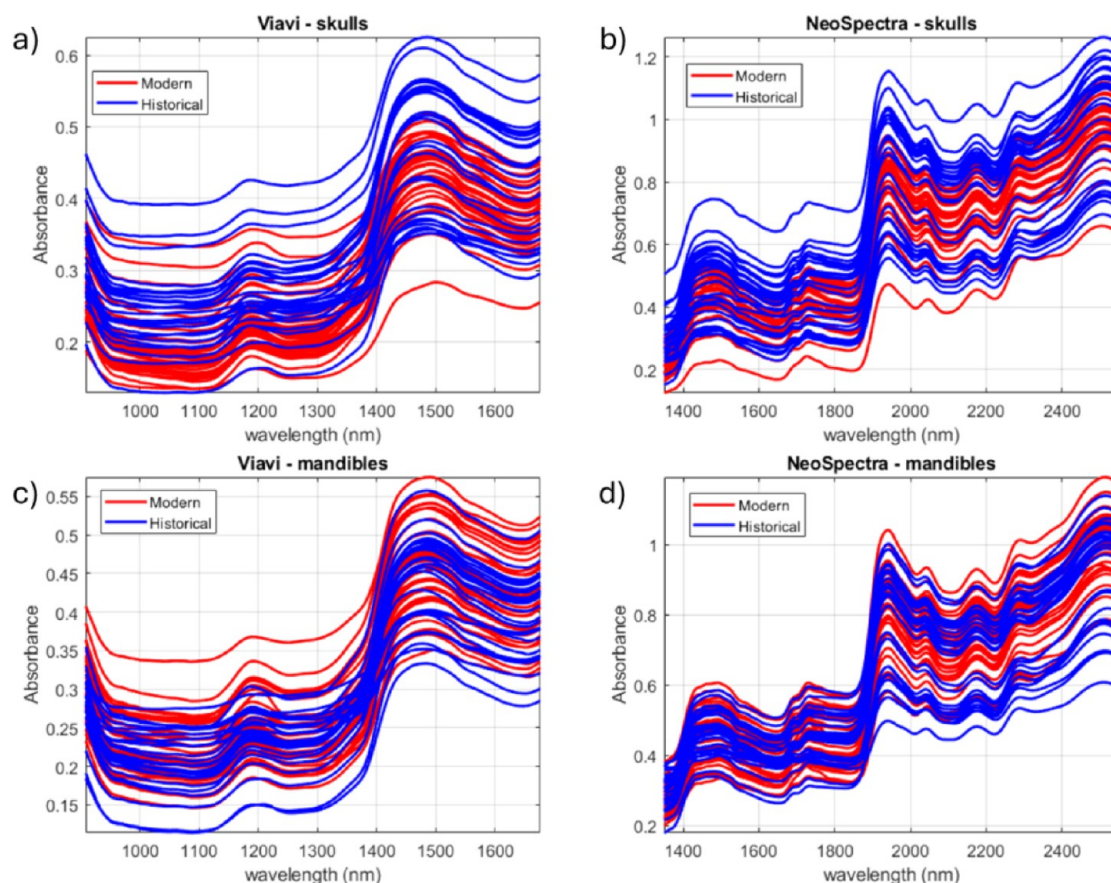 a)
Viavi - skulls
0.6
0.5
0.4
0.3
0.2
Absorbance
Modern
Historical
1000 1100 1200 1300 1400 1500 1600
wavelength (nm)
b)
NeoSpectra - skulls
1.2
1
0.8
0.6
0.4
0.2
Absorbance
Modern
Historical
1400 1600 1800 2000 2200 2400
wavelength (nm)
c)
Viavi - mandibles
0.55
0.5
0.45
0.4
0.35
0.3
0.25
0.2
0.15
Absorbance
Modern
Historical
1000 1100 1200 1300 1400 1500 1600
wavelength (nm)
d)
NeoSpectra - mandibles
1
0.8
0.6
0.4
0.2
Absorbance
Modern
Historical
1400 1600 1800 2000 2200 2400
wavelength (nm)